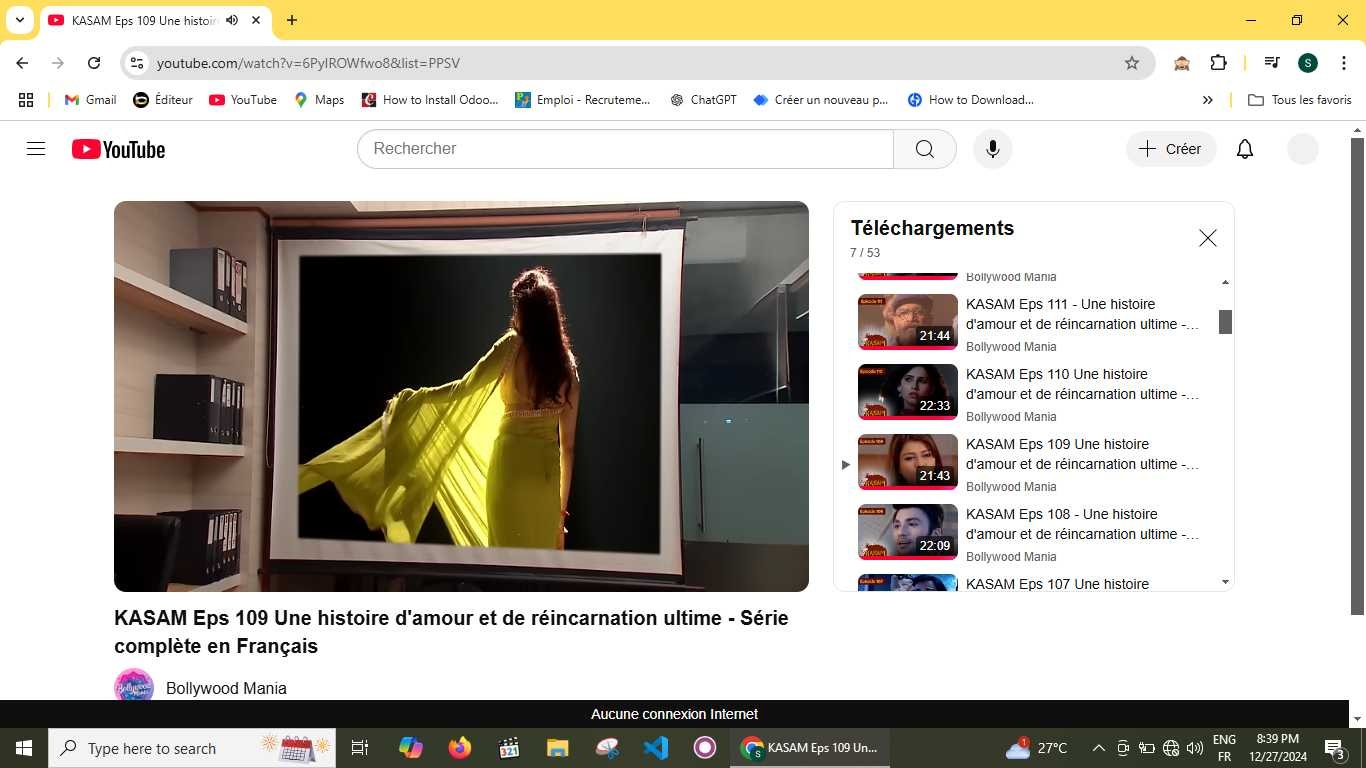 KASAM Eps 109 Une histoir
youtube.com/watch?v=6PylROWfwo8&list=PPSV
S
Gmail
Éditeur
YouTube
Maps
How to Install Odoo...
Emploi - Recruteme...
ChatGPT
Créer un nouveau p...
How to Download...
Tous les favoris
YouTube
Rechercher
Créer
Téléchargements
7 / 53
Bollywood Mania
KASAM Eps 111 - Une histoire
d'amour et de réincarnation ultime -...
21:44
Bollywood Mania
KASAM Eps 110 Une histoire
d'amour et de réincarnation ultime -...
22:33
Bollywood Mania
KASAM Eps 109 Une histoire
d'amour et de réincarnation ultime -...
21:43
Bollywood Mania
KASAM Eps 108 - Une histoire
d'amour et de réincarnation ultime -...
22:09
Bollywood Mania
KASAM Eps 107 Une histoire
KASAM Eps 109 Une histoire d'amour et de réincarnation ultime - Série
complète en Français
Bollywood Mania
Aucune connexion Internet
Type here to search
321
KASAM Eps 109 Un...
1
27°C
ENG
FR
8:39 PM
12/27/2024
3